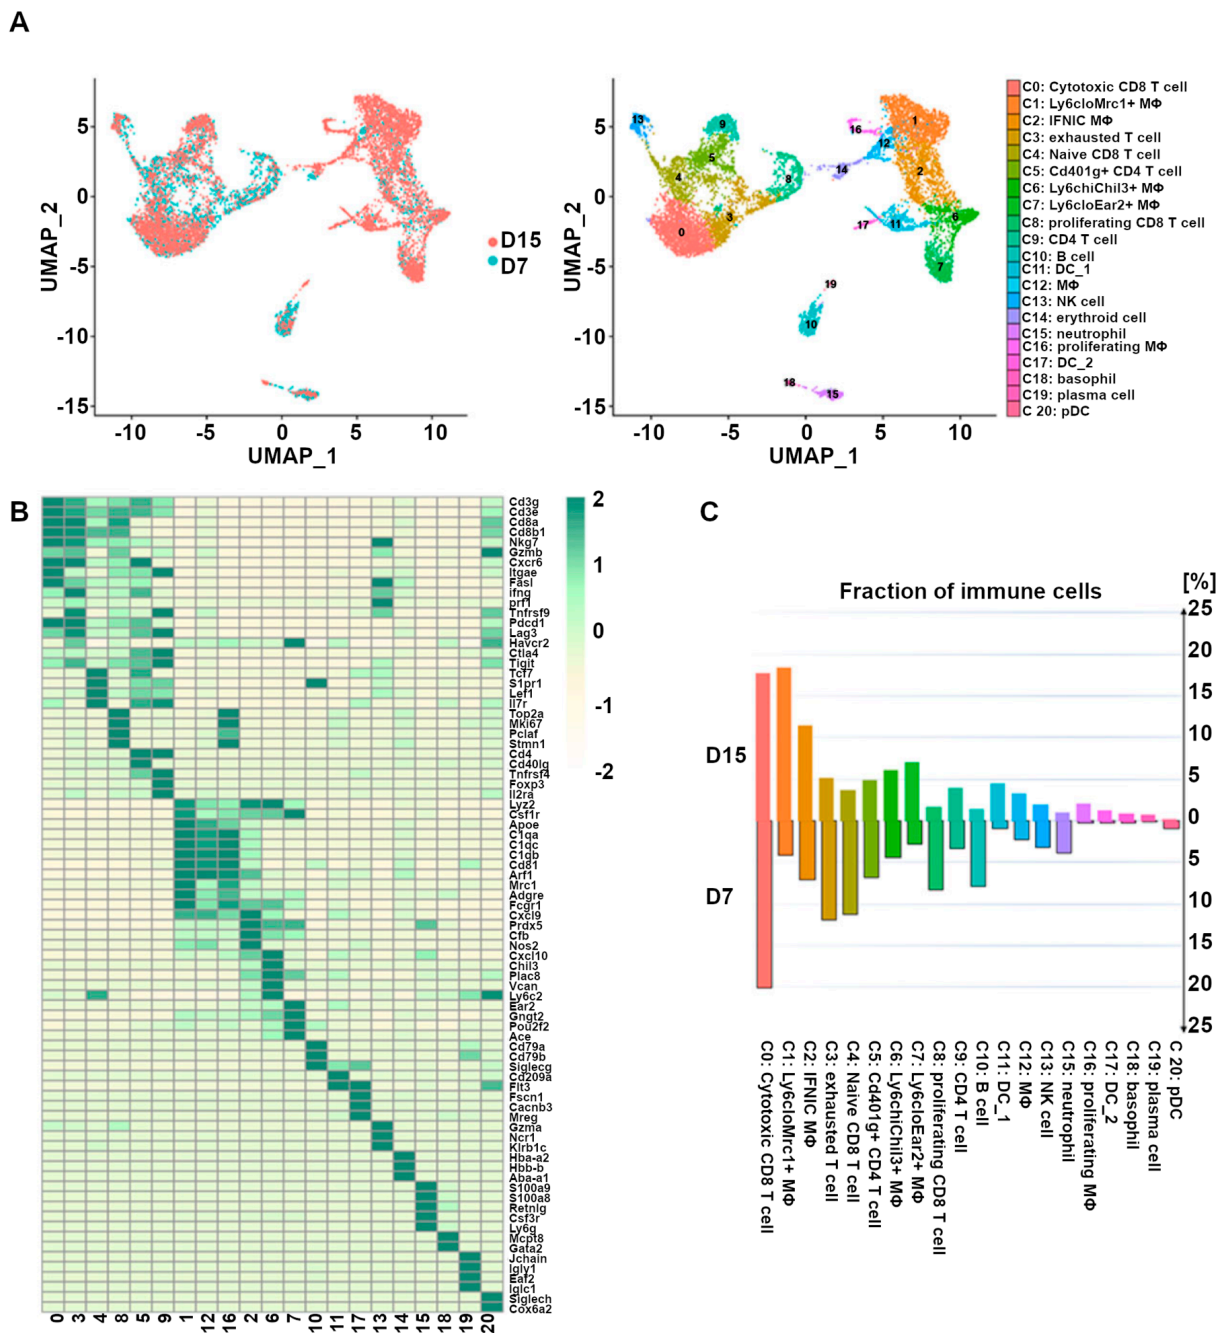 A
UMAP_2
5
0
-5
-10
-15
-10
-5
0
5
10
UMAP_1
D15
D7
UMAP_2
5
0
-5
-10
-15
-10
-5
0
5
10
UMAP_1
13
9
5
4
8
3
0
16
1
12
14
2
17
11
6
7
19
10
18
15
C0: Cytotoxic CD8 T cell
C1: Ly6cloMrc1+ MΦ
C2: IFNIC MΦ
C3: exhausted T cell
C4: Naive CD8 T cell
C5: Cd401g+ CD4 T cell
C6: Ly6chiChil3+ MΦ
C7: Ly6cloEar2+ MΦ
C8: proliferating CD8 T cell
C9: CD4 T cell
C10: B cell
C11: DC_1
C12: MΦ
C13: NK cell
C14: erythroid cell
C15: neutrophil
C16: proliferating MΦ
C17: DC_2
C18: basophil
C19: plasma cell
C 20: pDC
B
Cd3g
Cd3e
Cd8a
Cd8b1
Nkg7
Gzmb
Cxcr6
Itgae
Fasl
ifng
prf1
Tnfrsf9
Pdcd1
Lag3
Havcr2
Ctla4
Tigit
Tcf7
S1pr1
Lef1
Il7r
Top2a
Mki67
Pclaf
Stmn1
Cd4
Cd40lg
Tnfrsf4
Foxp3
Il2ra
Lyz2
Csf1r
Apoe
C1qa
C1qc
C1qb
Cd81
Arf1
Mrc1
Adgre
Fcgr1
Cxcl9
Prdx5
Cfb
Nos2
Cxcl10
Chil3
Plac8
Vcan
Ly6c2
Ear2
Gngt2
Pou2f2
Ace
Cd79a
Cd79b
Siglecg
Cd209a
Flt3
Fscn1
Cacnb3
Mreg
Gzma
Ncr1
Klrb1c
Hba-a2
Hbb-b
Aba-a1
S100a9
S100a8
Retnlg
Csf3r
Ly6g
Mcpt8
Gata2
Jchain
Igly1
Eaf2
Iglc1
Siglech
Cox6a2
0 3 4 8 5 9 1 12 16 2 6 7 10 11 17 13 14 15 18 19 20
2
1
0
-1
-2
C
Fraction of immune cells
[%]
25
20
15
10
5
0
5
10
15
20
25
D15
D7
C0: Cytotoxic CD8 T cell
C1: Ly6cloMrc1+ MΦ
C2: IFNIC MΦ
C3: exhausted T cell
C4: Naive CD8 T cell
C5: Cd401g+ CD4 T cell
C6: Ly6chiChil3+ MΦ
C7: Ly6cloEar2+ MΦ
C8: proliferating CD8 T cell
C9: CD4 T cell
C10: B cell
C11: DC_1
C12: MΦ
C13: NK cell
C15: neutrophil
C16: proliferating MΦ
C17: DC_2
C18: basophil
C19: plasma cell
C 20: pDC